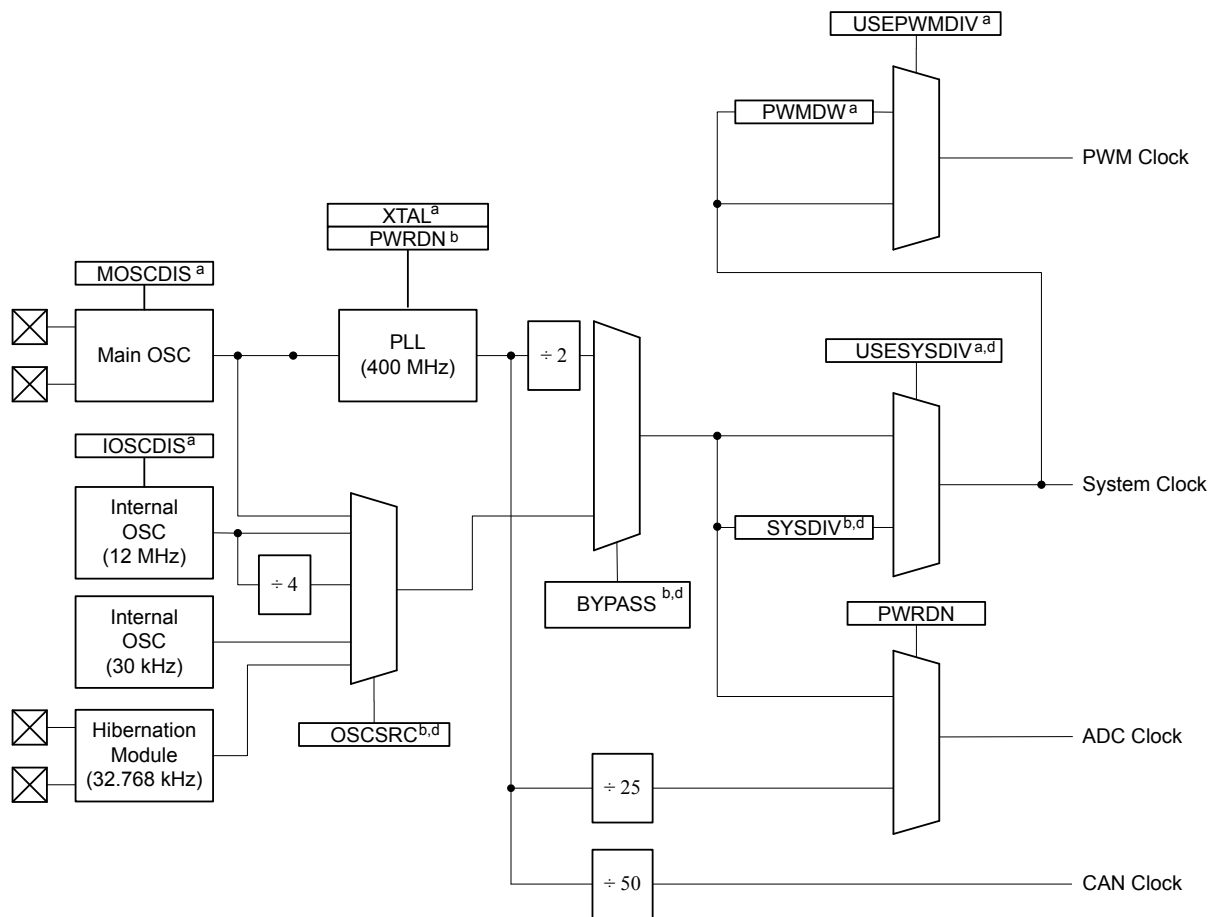 USEPWMDIV a
PWMDW a
PWM Clock
XTAL a
PWRDN b
MOSCDIS a
Main OSC
PLL
(400 MHz)
÷ 2
USESYSDIV a,d
IOSCDIS a
Internal
OSC
(12 MHz)
System Clock
SYSDIV b,d
÷ 4
BYPASS b,d
Internal
OSC
(30 kHz)
PWRDN
OSCSRC b,d
Hibernation
Module
(32.768 kHz)
ADC Clock
÷ 25
÷ 50
CAN Clock